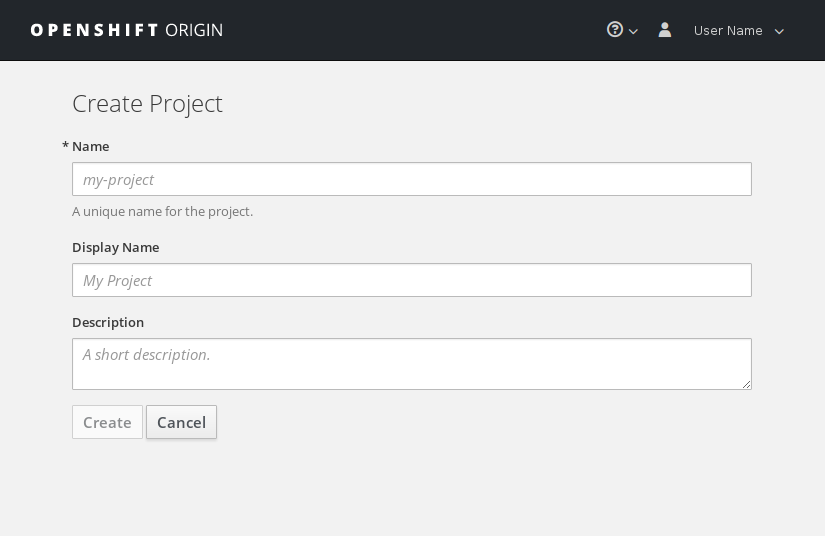 OPENSHIFT ORIGIN
User Name
Create Project
* Name
my-project
A unique name for the project.
Display Name
My Project
Description
A short description.
Create Cancel